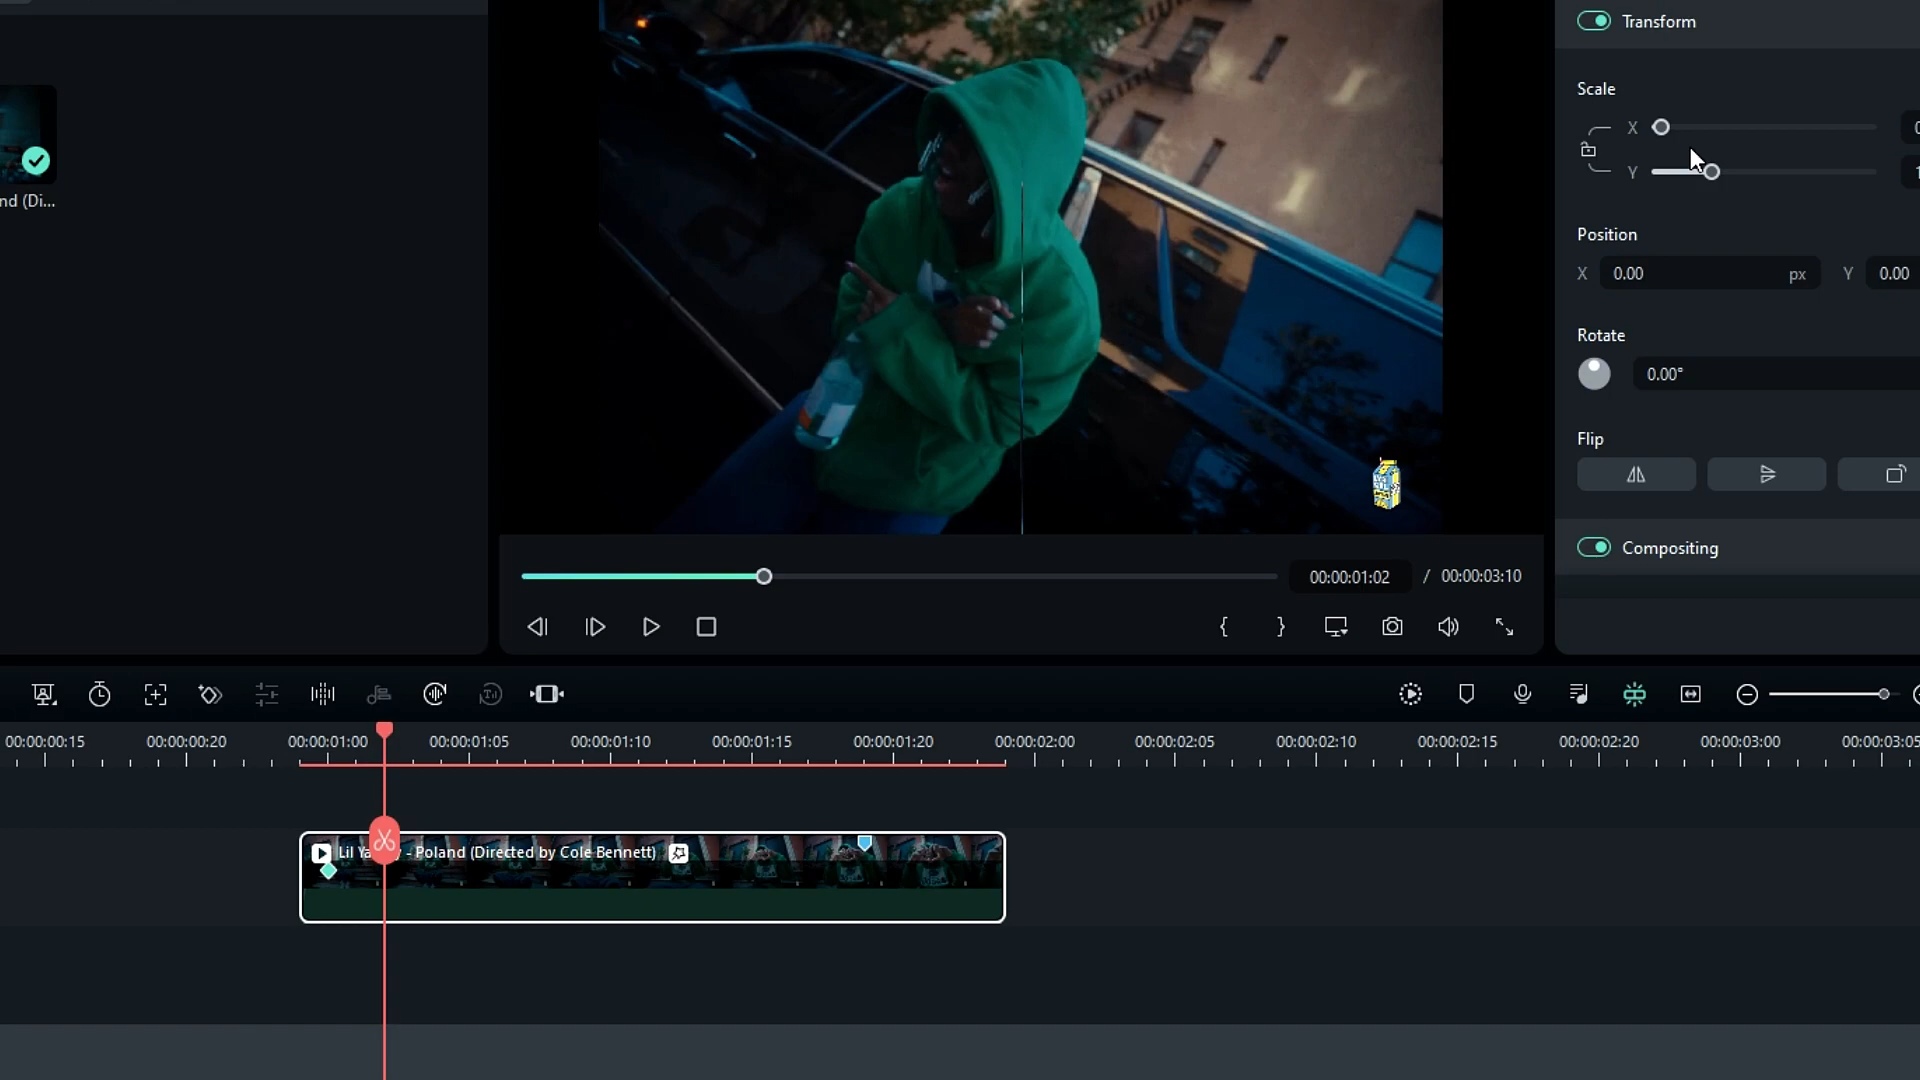 Transform
Scale
X
Y
nd (Di...
Position
X 0.00 px Y 0.00
Rotate
0.00°
Flip
Compositing
00:00:01:02 / 00:00:03:10
00:00:00:15 00:00:00:20 00:00:01:00 00:00:01:05 00:00:01:10 00:00:01:15 00:00:01:20 00:00:02:00 00:00:02:05 00:00:02:10 00:00:02:15 00:00:02:20 00:00:03:00 00:00:03:05
Lil Ya y - Poland (Directed by Cole Bennett)